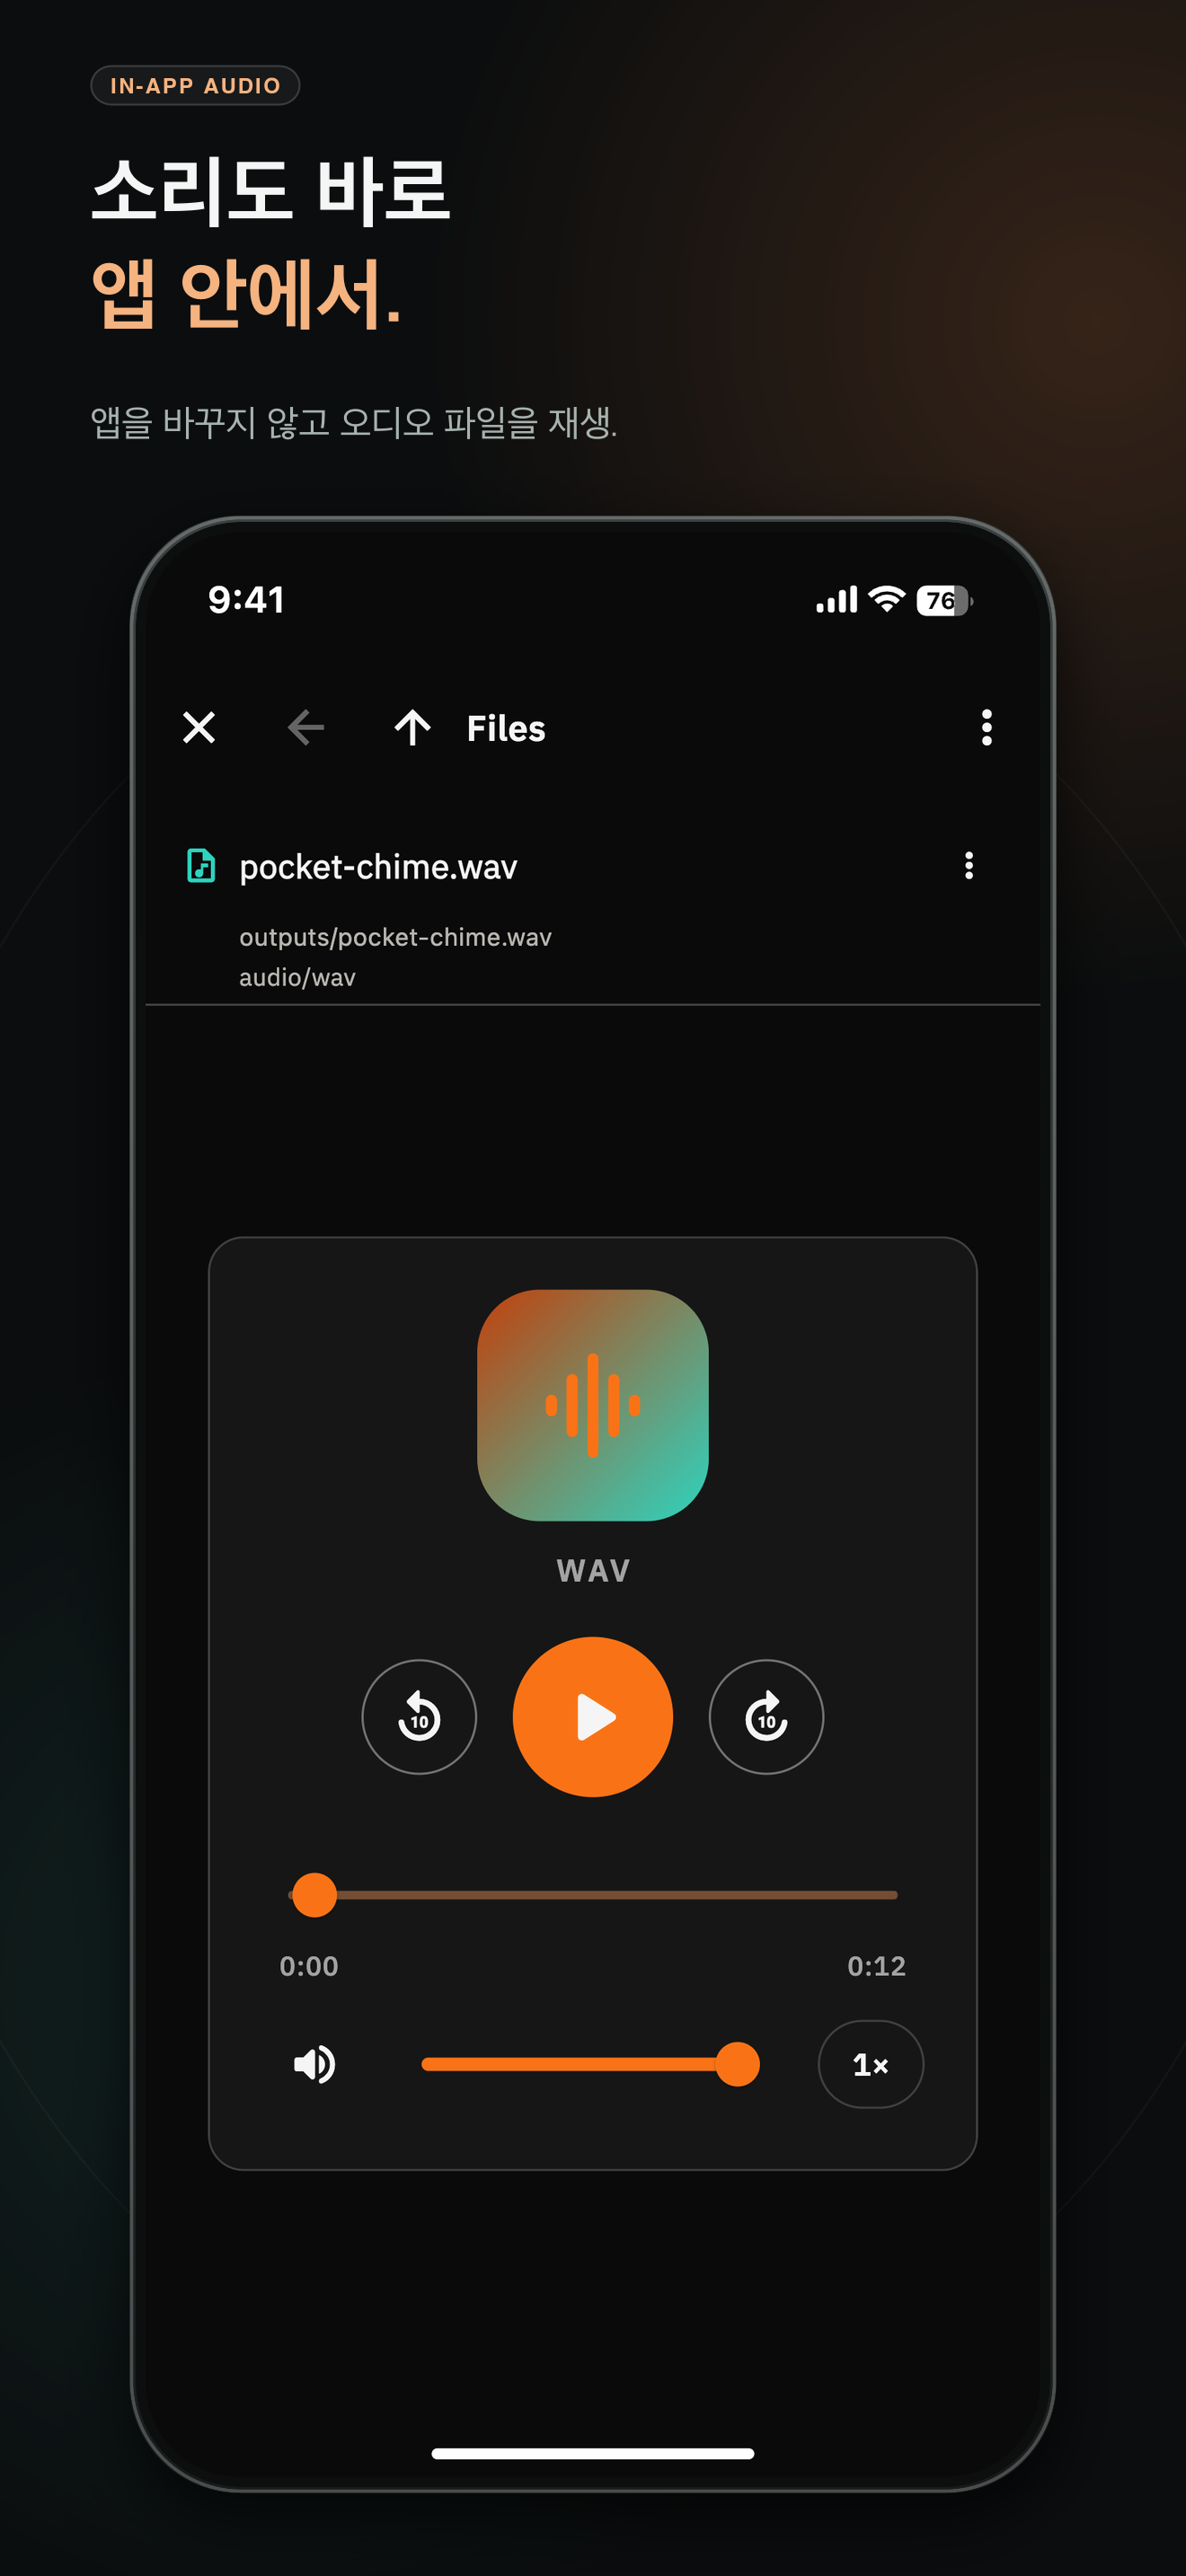 IN-APP AUDIO
소리도 바로
앱 안에서.
앱을 바꾸지 않고 오디오 파일을 재생.
9:41
76
Files
pocket-chime.wav
outputs/pocket-chime.wav
audio/wav
WAV
10
10
0:00
0:12
1×